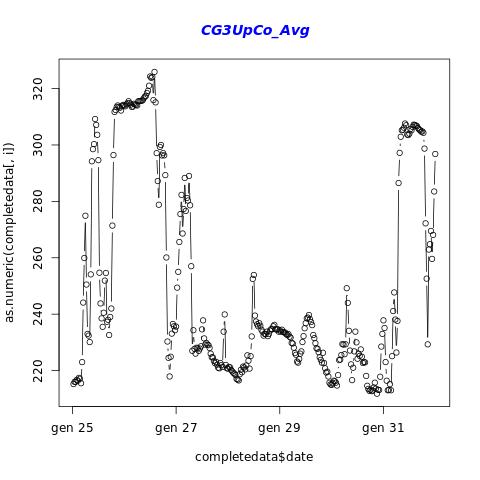 CG3UpCo_Avg
as.numeric(completedata[, i])
320
300
280
260
240
220
gen 25
gen 27
gen 29
gen 31
completedata$date